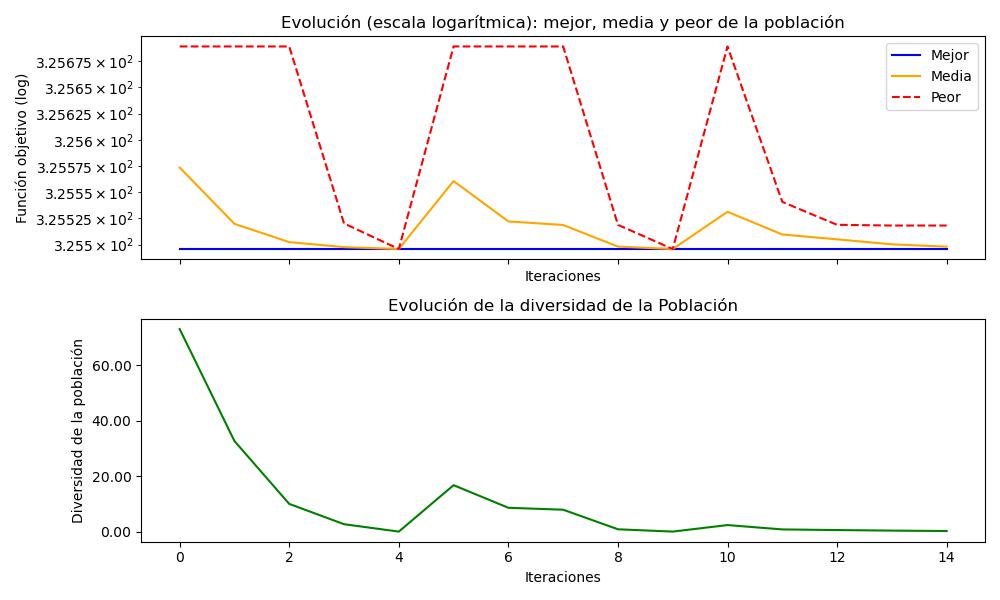 Evolución (escala logarítmica): mejor, media y peor de la población
Función objetivo (log)
3.25675 × 10²
3.2565 × 10²
3.25625 × 10²
3.256 × 10²
3.25575 × 10²
3.2555 × 10²
3.25525 × 10²
3.255 × 10²
Mejor
Media
Peor
Iteraciones
Evolución de la diversidad de la Población
Diversidad de la población
60.00
40.00
20.00
0.00
0 2 4 6 8 10 12 14
Iteraciones